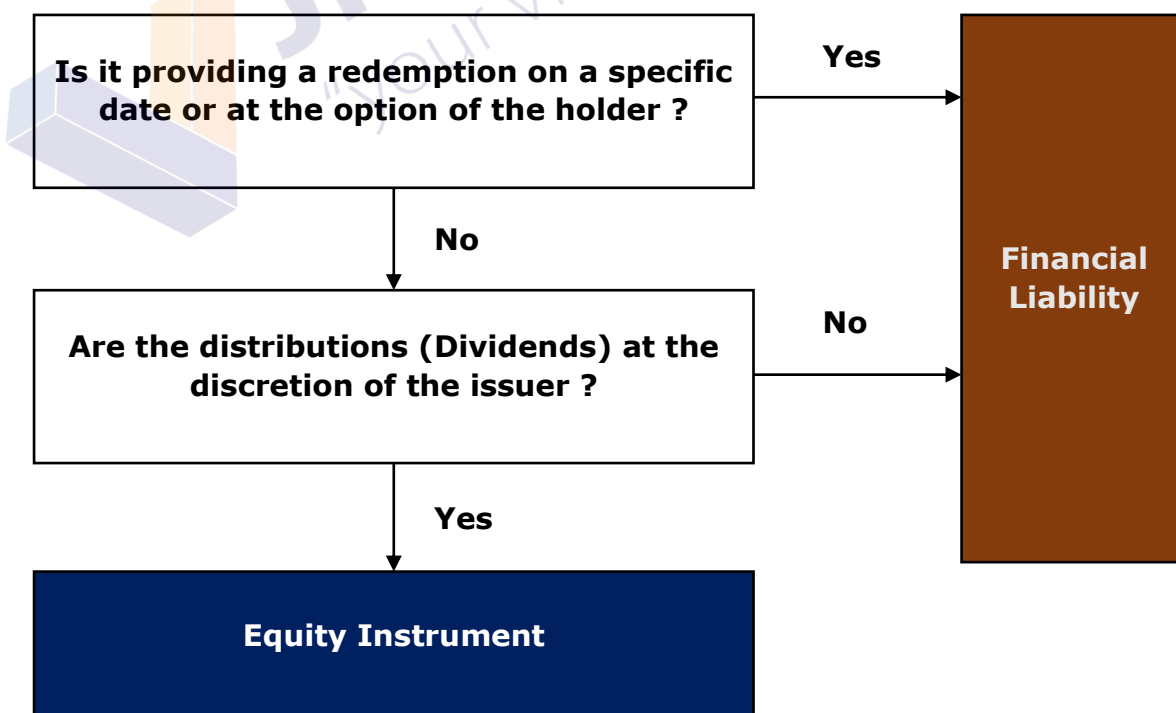 Is it providing a redemption on a specific
date or at the option of the holder ?
Yes
No
Financial
Liability
Are the distributions (Dividends) at the
discretion of the issuer ?
No
Yes
Equity Instrument
"your